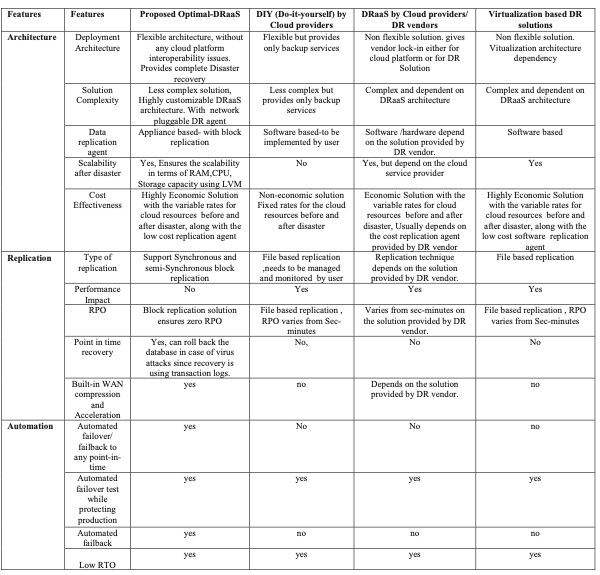 Features Features Proposed Optimal-DRaaS DIY (Do-it-yourself) by Cloud providers DRaaS by Cloud providers/ DR vendors Virtualization based DR solutions
Architecture
Deployment Architecture
Flexible architecture, without
any cloud platform
interoperability issues.
Provides complete Disaster
recovery
Flexible but provides
only backup services
Non flexible solution. gives
vendor lock-in either for
cloud platform or for DR
Solution
Non flexible solution.
Vitualization architecture
dependency
Solution
Complexity
Less complex solution,
Highly customizable DRaaS
architecture. With network
pluggable DR agent
Less complex but
provides only backup
services
Complex and dependent on
DRaaS architecture
Complex and dependent on
DRaaS architecture
Data
replication
agent
Appliance based- with block
replication
Software based-to be
implemented by user
Software /hardware depend
on the solution provided by
DR vendor.
Software based
Scalability
after disaster
Yes, Ensures the scalability
in terms of RAM,CPU,
Storage capacity using LVM
No
Yes, but depend on the cloud
service provider
Yes
Cost
Effectiveness
Highly Economic Solution
with the variable rates for
cloud resources before and
after disaster, along with the
low cost replication agent
Non-economic solution
Fixed rates for the cloud
resources before and
after disaster
Economic Solution with the
variable rates for cloud
resources before and after
disaster, Usually depends on
the cost replication agent
provided by DR vendor
Highly Economic Solution
with the variable rates for
cloud resources before and
after disaster, along with the
low cost software replication
agent
Replication
Type of
replication
Support Synchronous and
semi-Synchronous block
replication
File based replication
,needs to be managed
and monitored by user
Replication technique
depends on the solution
provided by DR vendor.
File based replication
Performance
Impact
No
Yes
Yes
Yes
RPO
Block replication solution
ensures zero RPO
File based replication ,
RPO varies from Sec-
minutes
Varies from sec-minutes on
the solution provided by DR
vendor.
File based replication , RPO
varies from Sec-minutes
Point in time
recovery
Yes, can roll back the
database in case of virus
attacks since recovery is
using transaction logs.
No,
No
No
Built-in WAN
compression
and
Acceleration
yes
no
Depends on the solution
provided by DR vendor.
no
Automation
Automated
failover/
failback to
any point-in-
time
yes
No
No
no
Automated
failover test
while
protecting
production
yes
yes
yes
yes
Automated
failback
yes
no
no
no
Low RTO
yes
yes
yes
yes